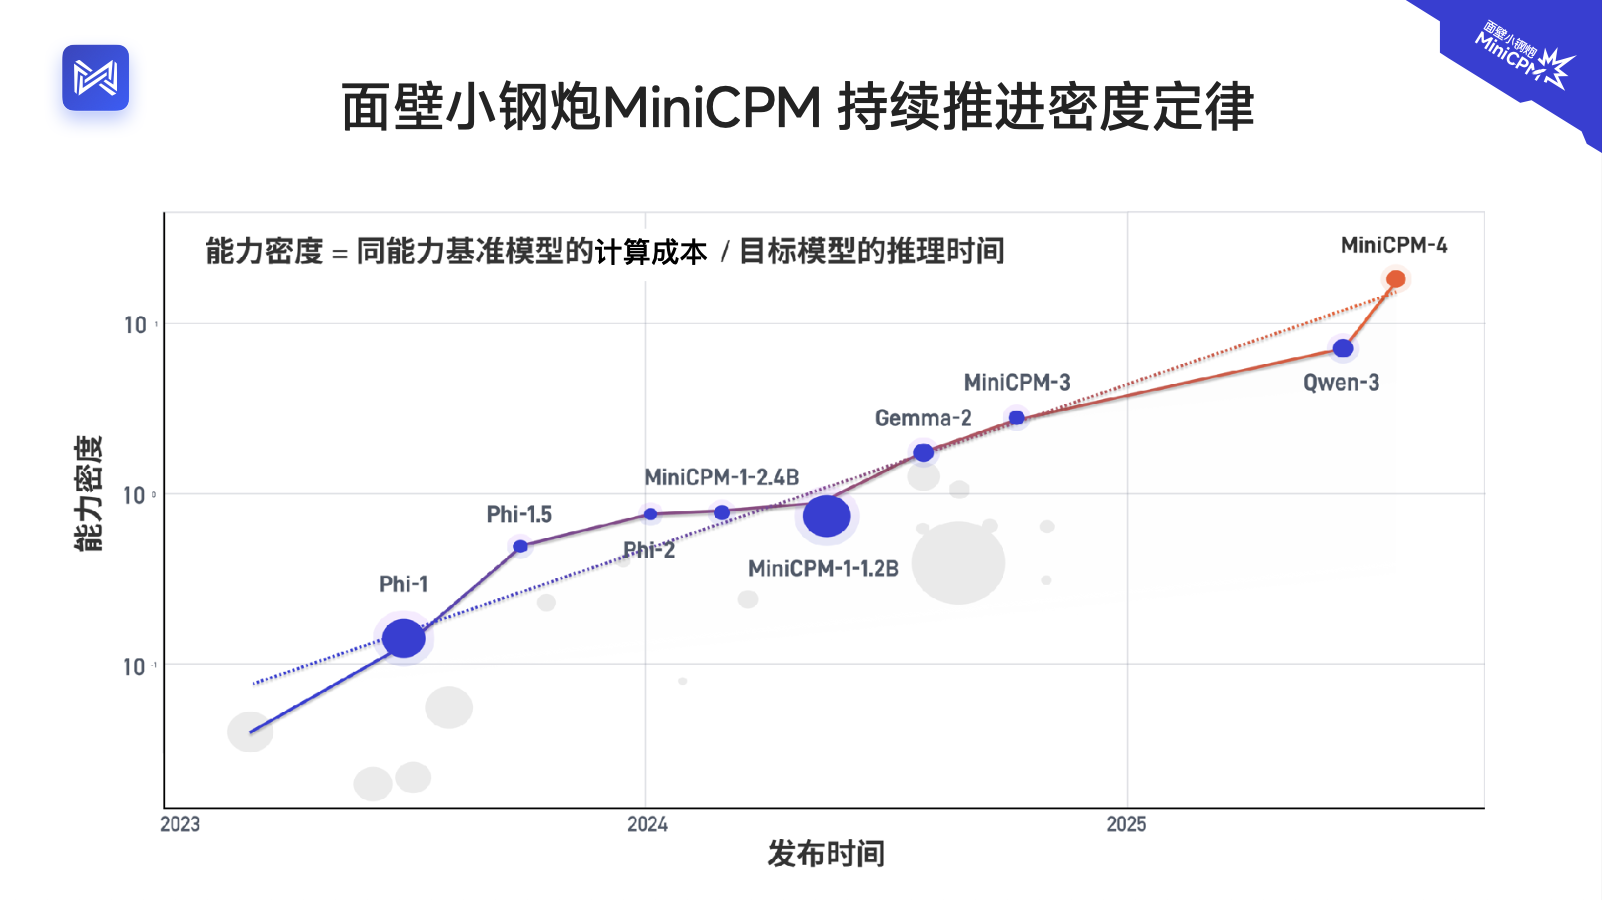 面壁小钢炮
MiniCPM
面壁小钢炮MiniCPM 持续推进密度定律
能力密度 = 同能力基准模型的计算成本 / 目标模型的推理时间
MiniCPM-4
10 ¹
Qwen-3
MiniCPM-3
Gemma-2
MiniCPM-1-2.4B
10 ⁰
Phi-1.5
Phi-2
MiniCPM-1-1.2B
Phi-1
10 ⁻¹
能力密度
2023
2024
2025
发布时间